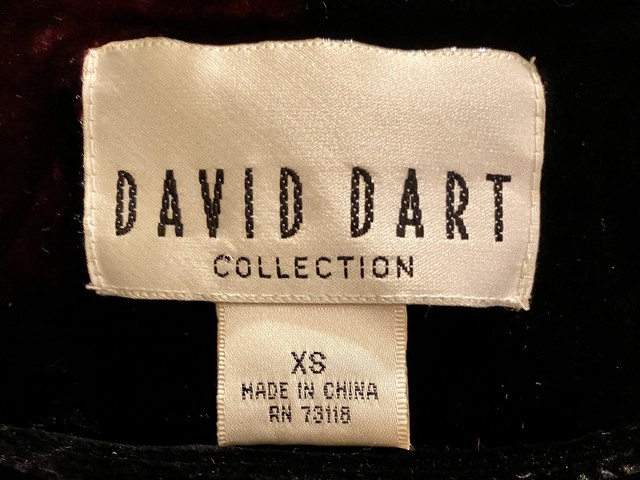 DAVID DART
COLLECTION
XS
MADE IN CHINA
RN 73118